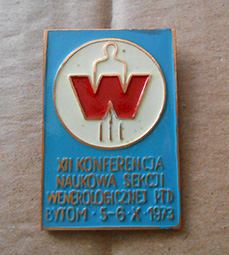 W
XII KONFERENCJA
NAUKOWA SEKCJI
WENEROLOGICZNEJ PTD
BYTOM · 5-6 · X · 1973